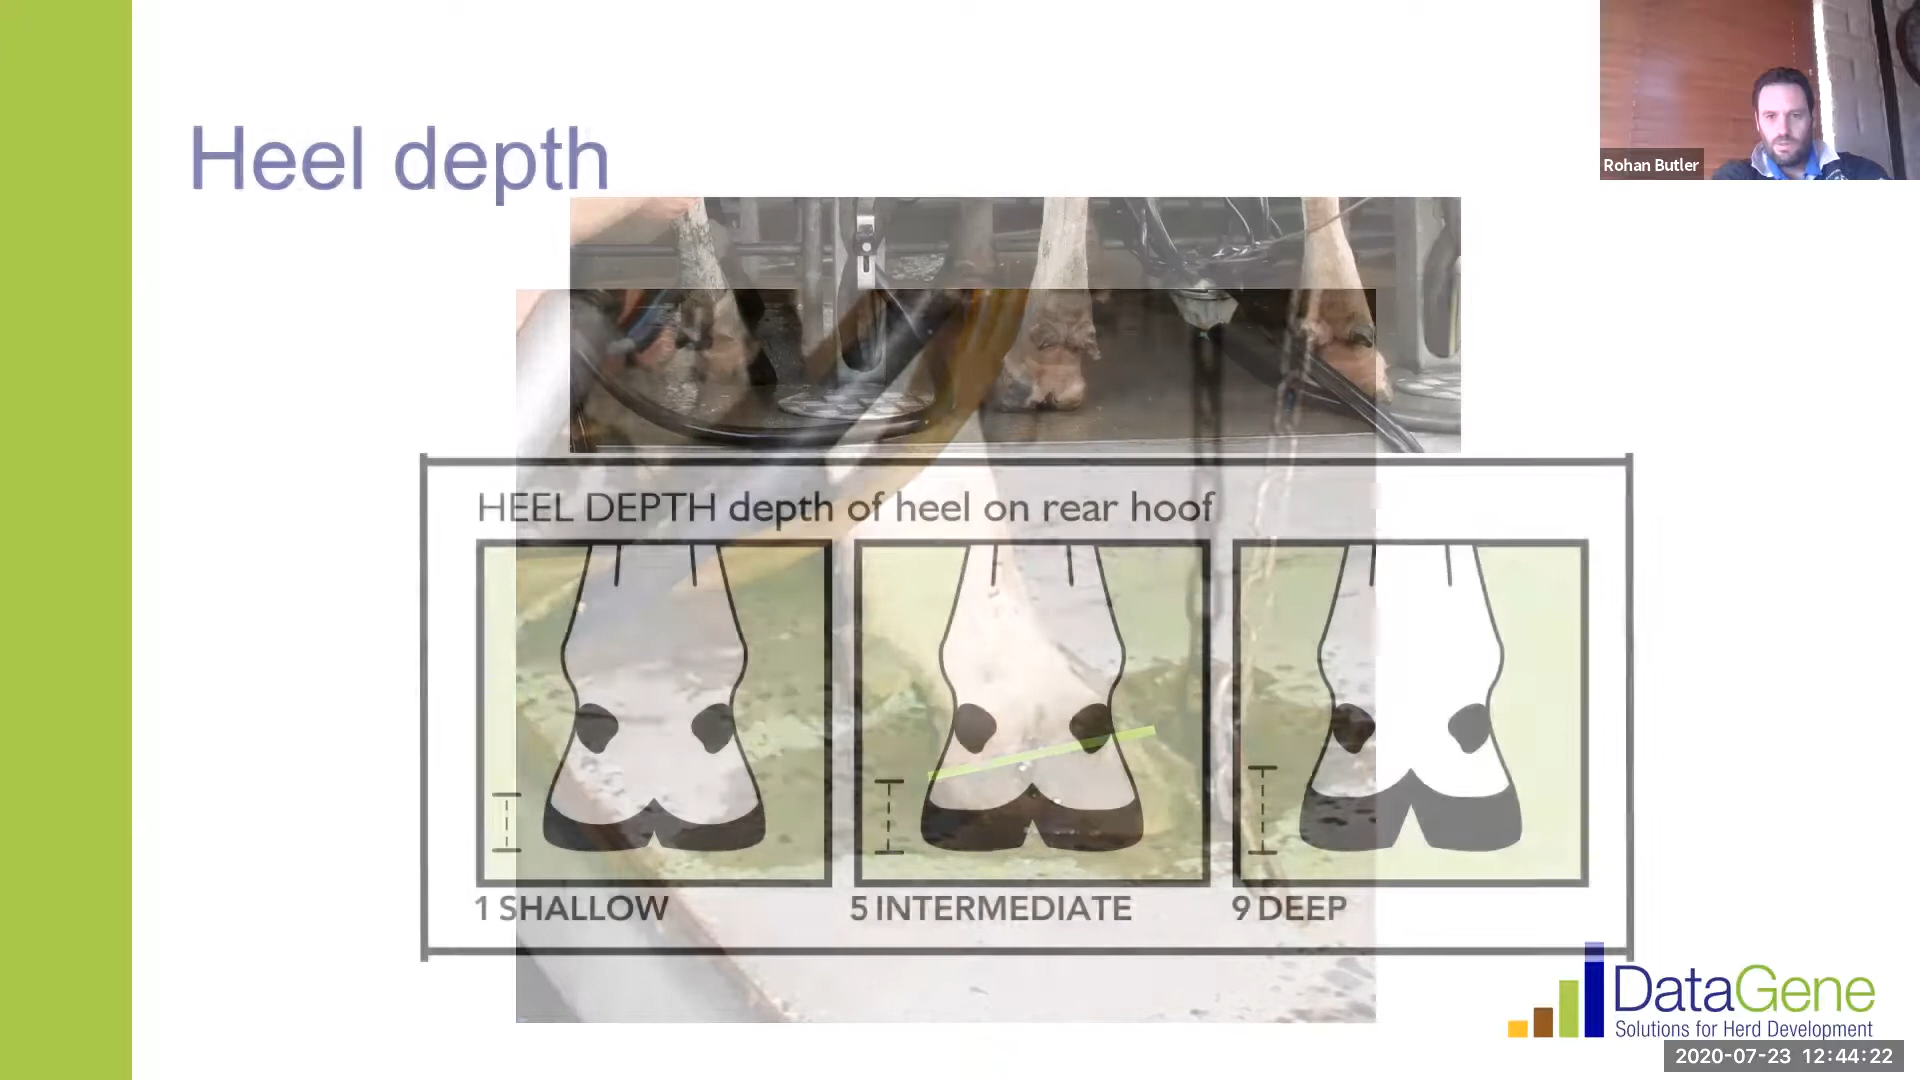 Heel depth
Rohan Butler
HEEL DEPTH depth of heel on rear hoof
1 SHALLOW
5 INTERMEDIATE
9 DEEP
DataGene
Solutions for Herd Development
2020-07-23 12:44:22